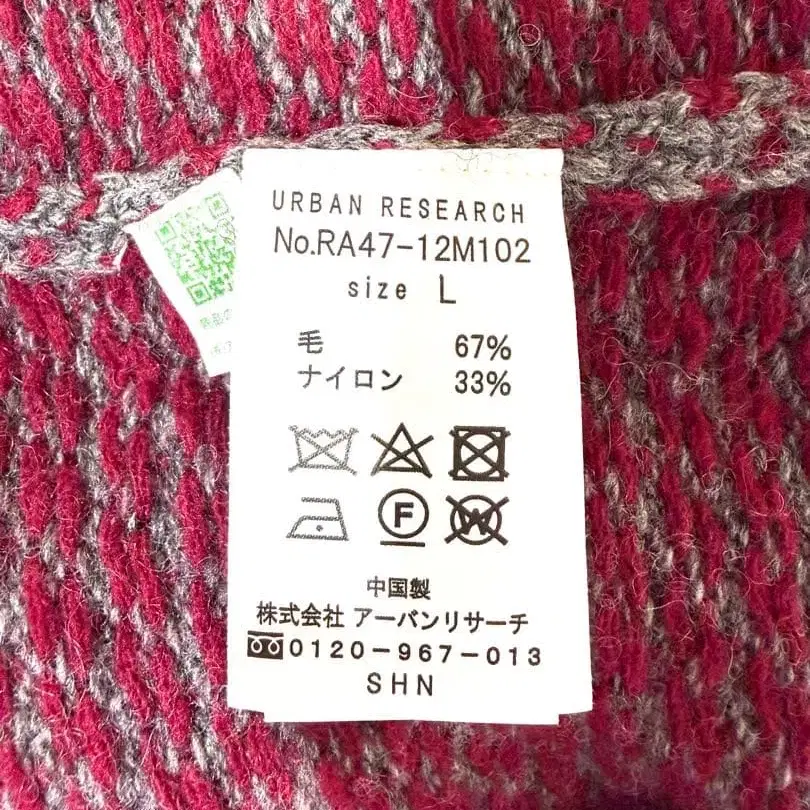 URBAN RESEARCH
No.RA47-12M102
size L
毛 67%
ナイロン 33%
F
W
中国製
株式会社 アーバンリサーチ
0120-967-013
SHN